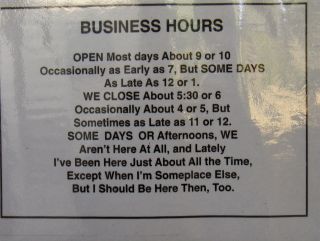 BUSINESS HOURS
OPEN Most days About 9 or 10
Occasionally as Early as 7, But SOME DAYS
As Late As 12 or 1.
WE CLOSE About 5:30 or 6
Occasionally About 4 or 5, But
Sometimes as Late as 11 or 12.
SOME DAYS OR Afternoons, WE
Aren't Here At All, and Lately
I've Been Here Just About All the Time,
Except When I'm Someplace Else,
But I Should Be Here Then, Too.